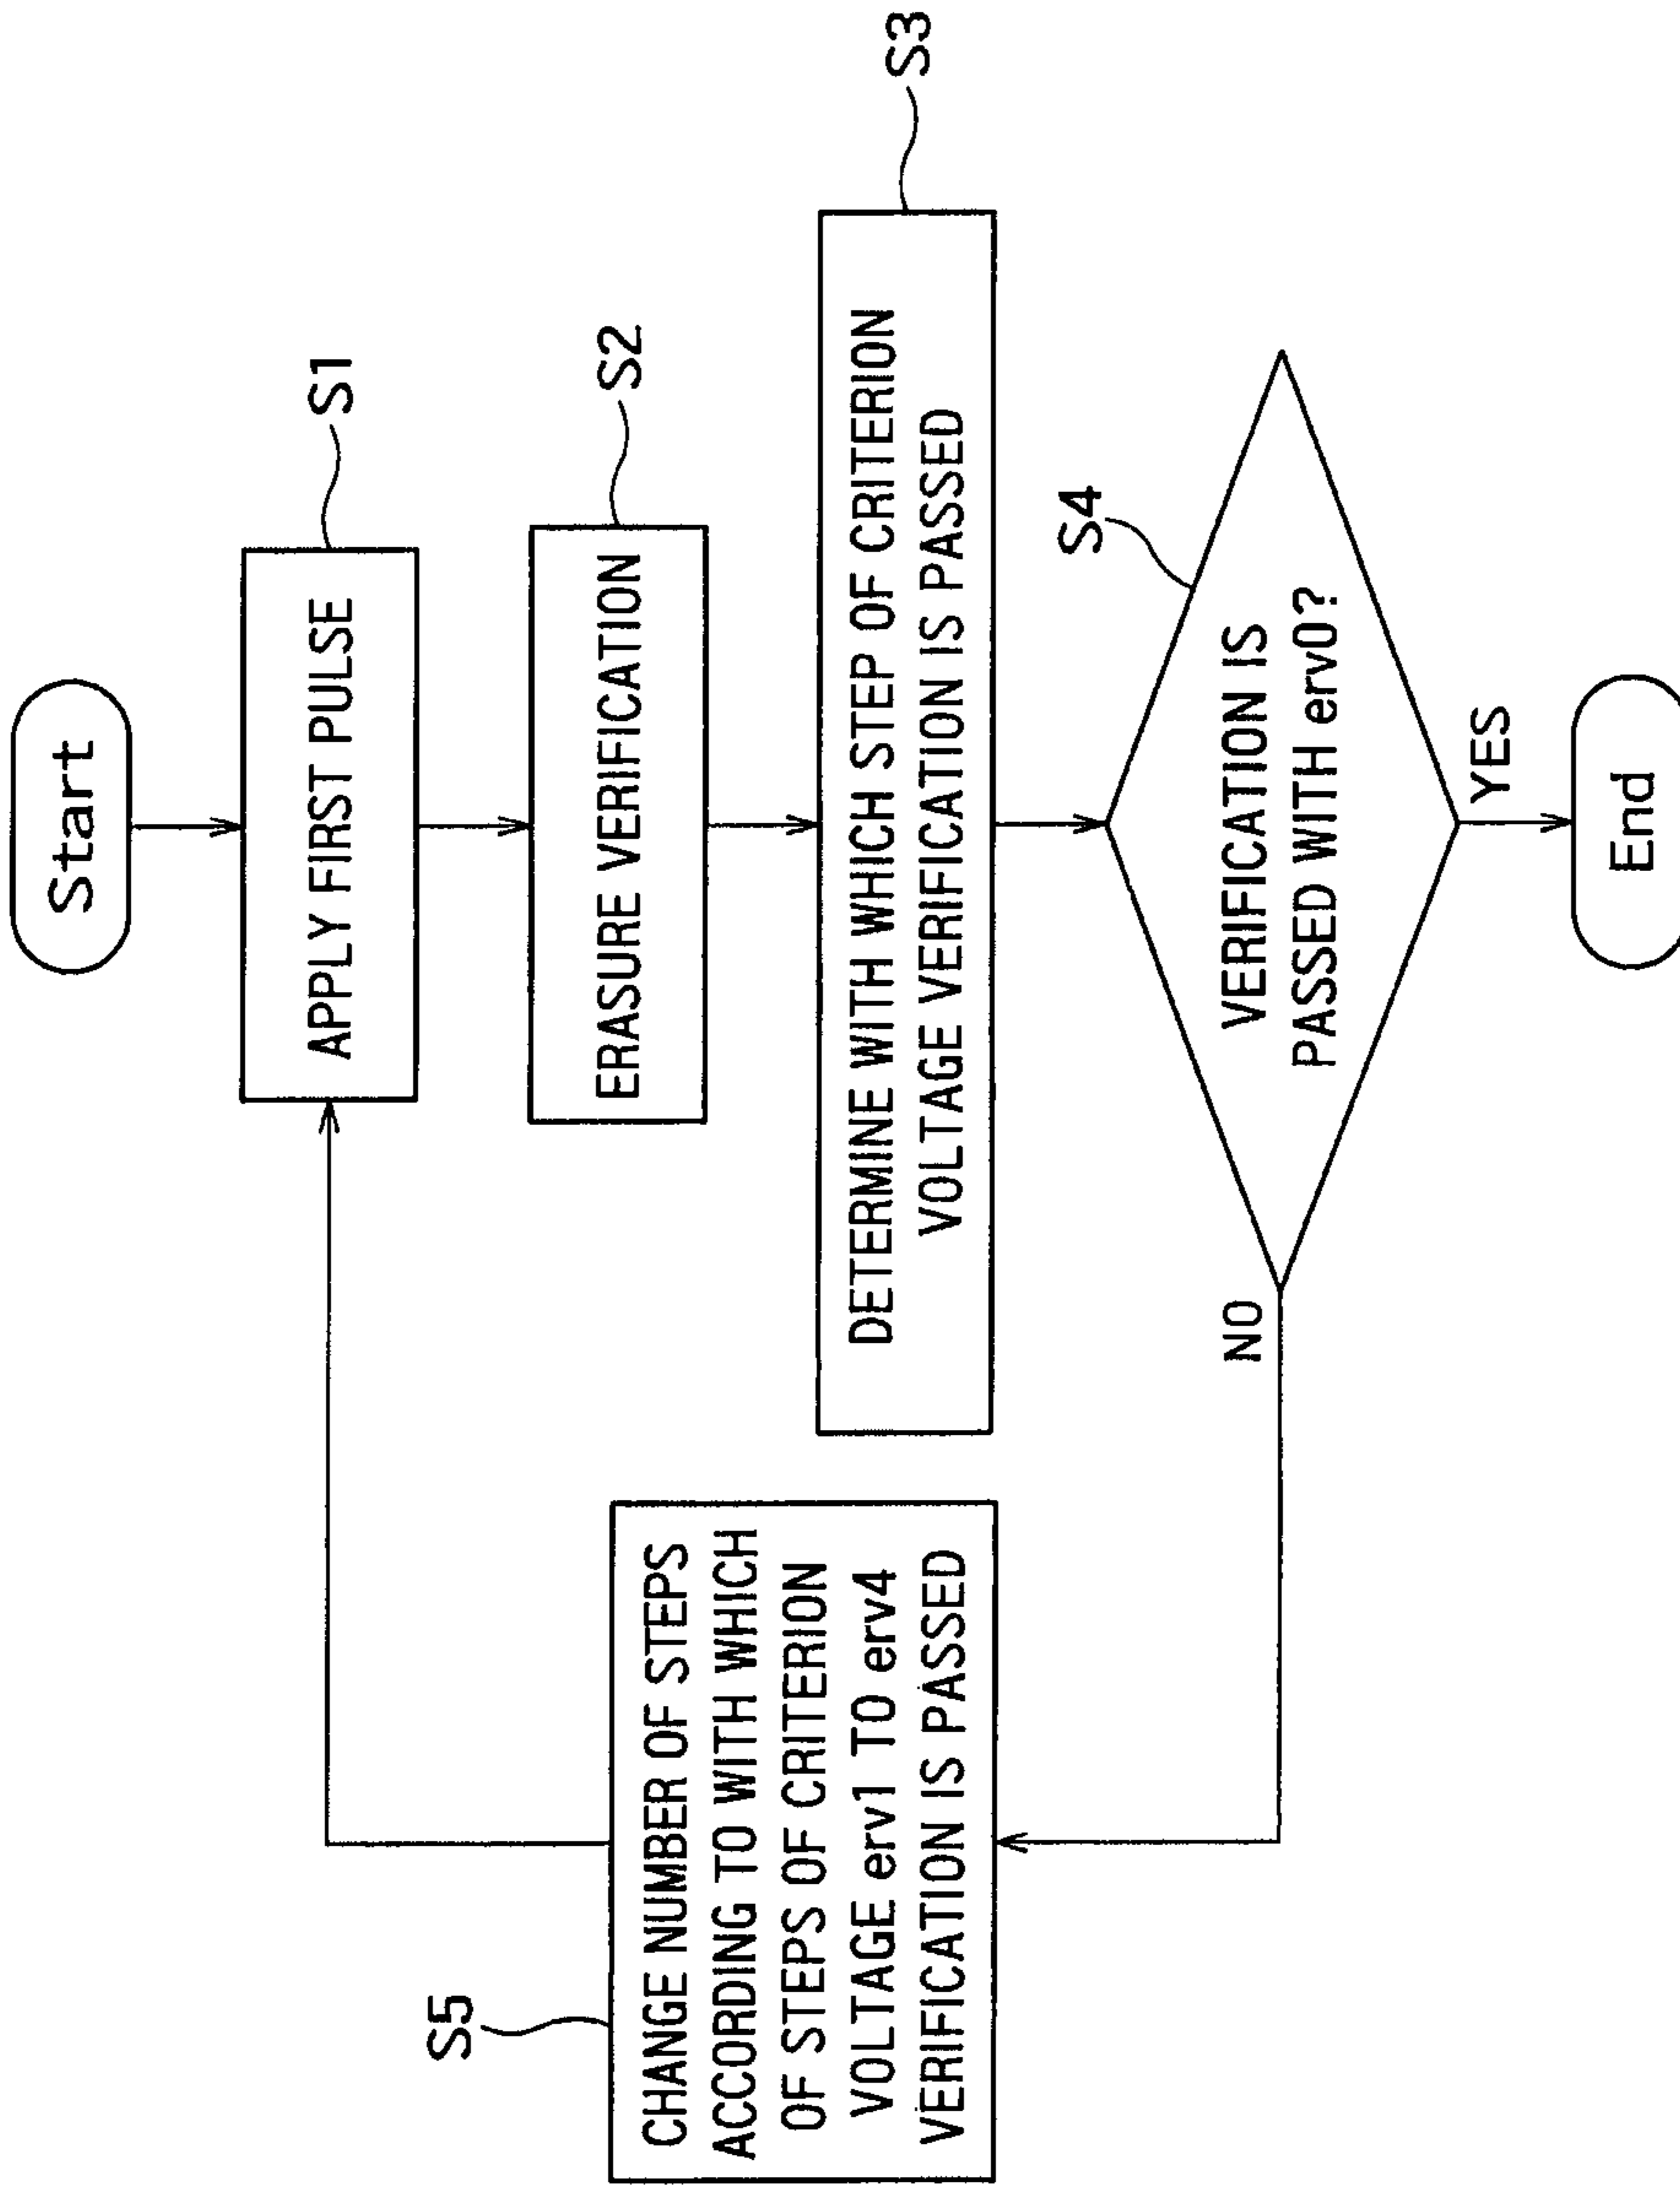 Start
APPLY FIRST PULSE
S1
ERASURE VERIFICATION
S2
DETERMINE WITH WHICH STEP OF CRITERION
VOLTAGE VERIFICATION IS PASSED
S3
VERIFICATION IS
PASSED WITH erv0?
S4
NO
YES
S5
CHANGE NUMBER OF STEPS
ACCORDING TO WITH WHICH
OF STEPS OF CRITERION
VOLTAGE erv1 TO erv4
VERIFICATION IS PASSED
End